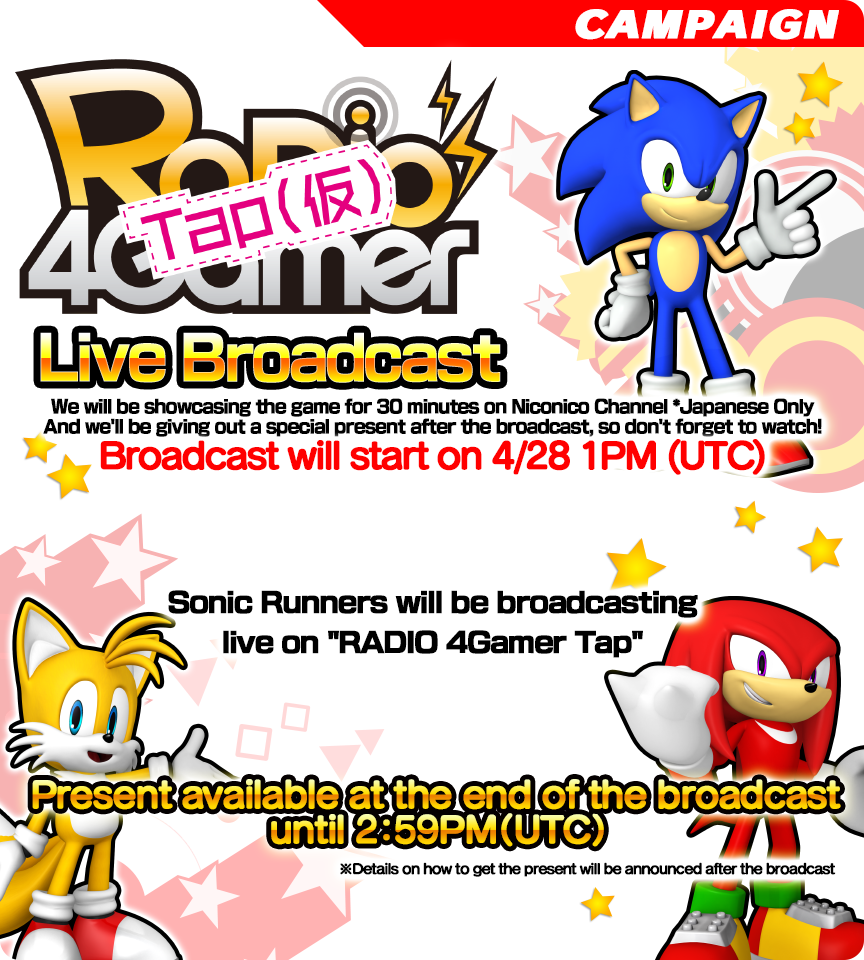 CAMPAIGN
RADIO's
Tap(仮)
4Gamer
Live Broadcast
We will be showcasing the game for 30 minutes on Niconico Channel *Japanese Only
And we'll be giving out a special present after the broadcast, so don't forget to watch!
Broadcast will start on 4/28 1PM (UTC)
Sonic Runners will be broadcasting
live on "RADIO 4Gamer Tap"
Present available at the end of the broadcast
until 2:59PM(UTC)
※Details on how to get the present will be announced after the broadcast